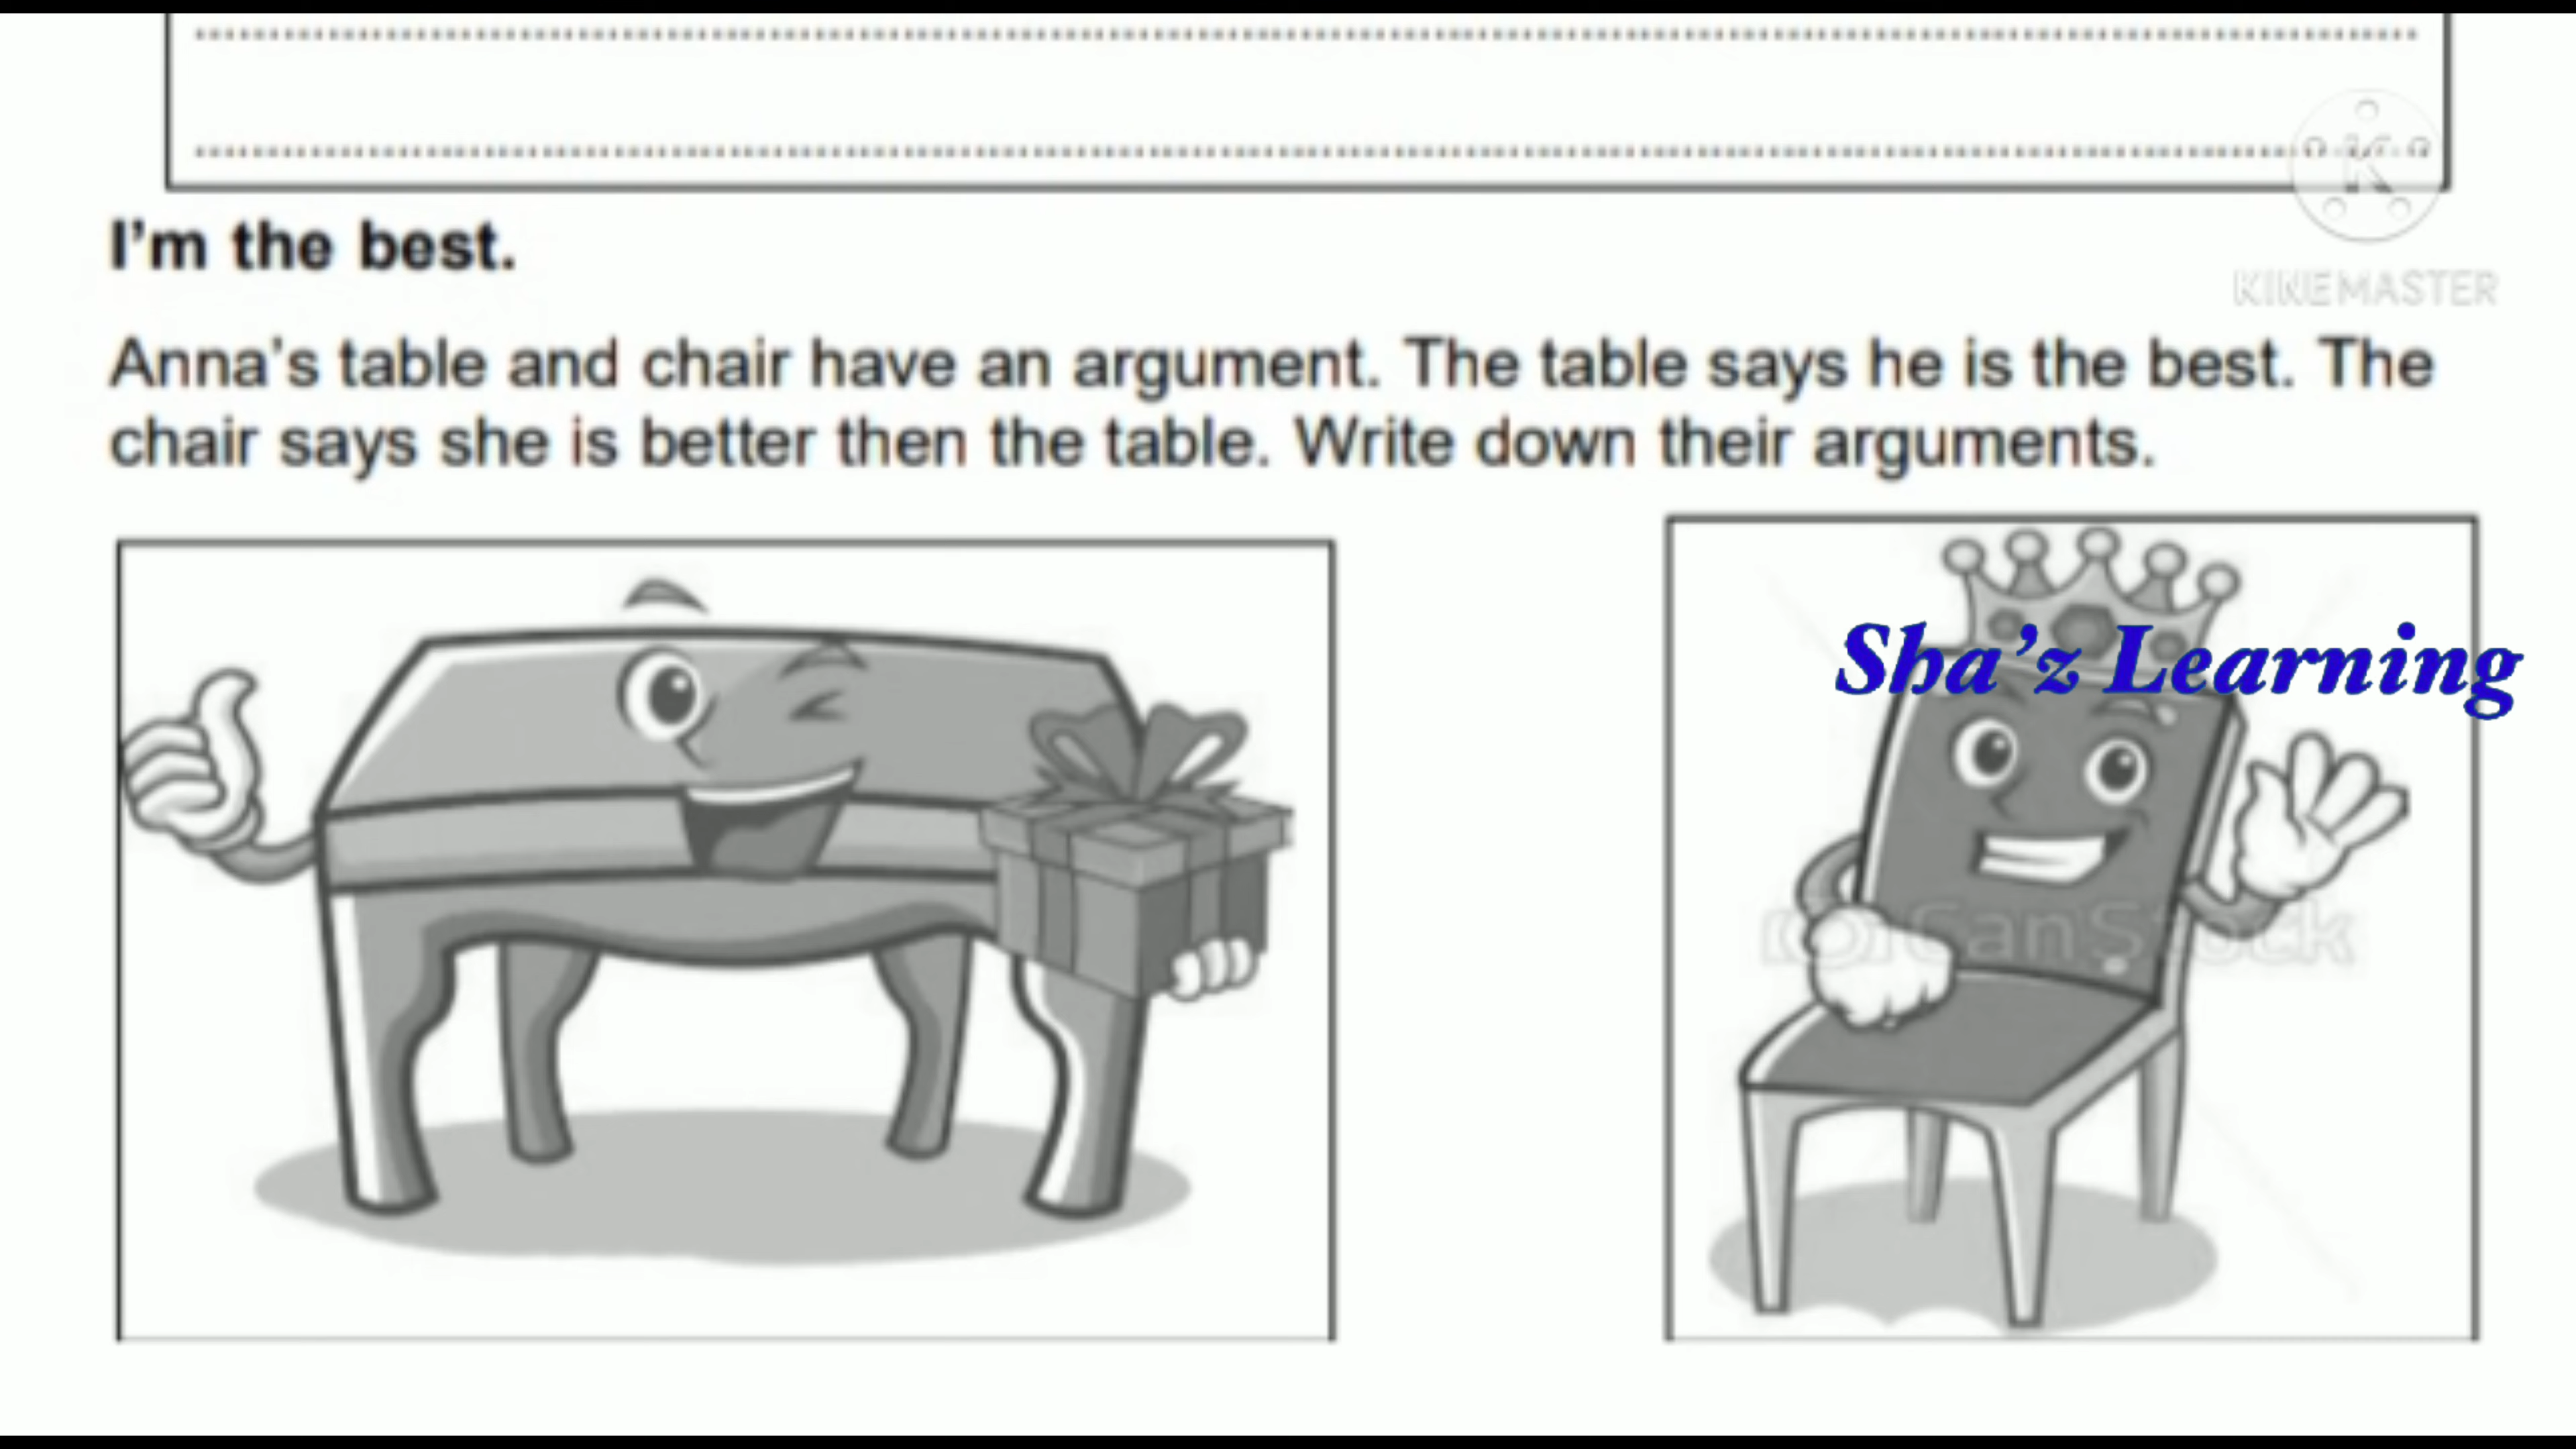 K
KINEMASTER
I'm the best.
Anna's table and chair have an argument. The table says he is the best. The
chair says she is better then the table. Write down their arguments.
Sha'z Learning
CanStock